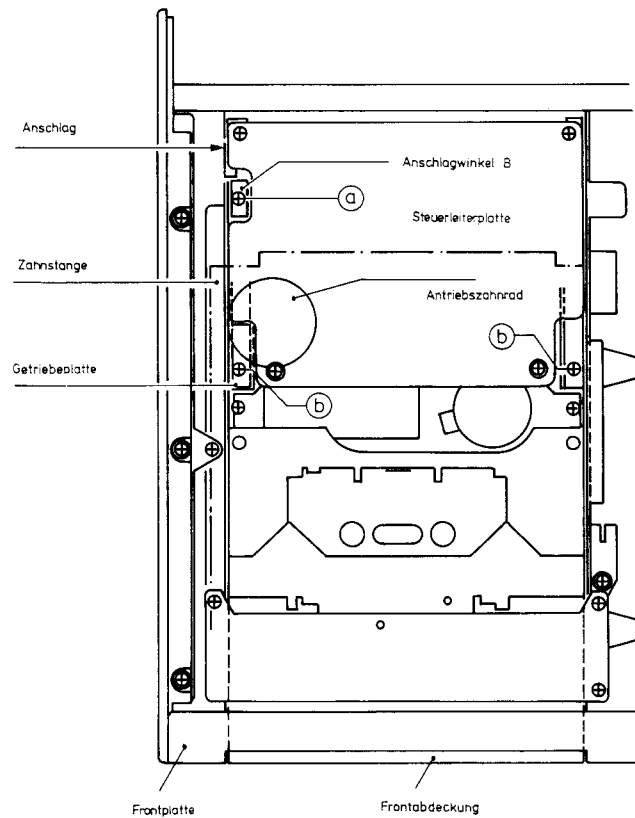 Anschlag
Anschlagwinkel B
a
Steuerleiterplatte
Zahnstange
Antriebszahnrad
b
Getriebeplatte
b
Frontplatte
Frontabdeckung